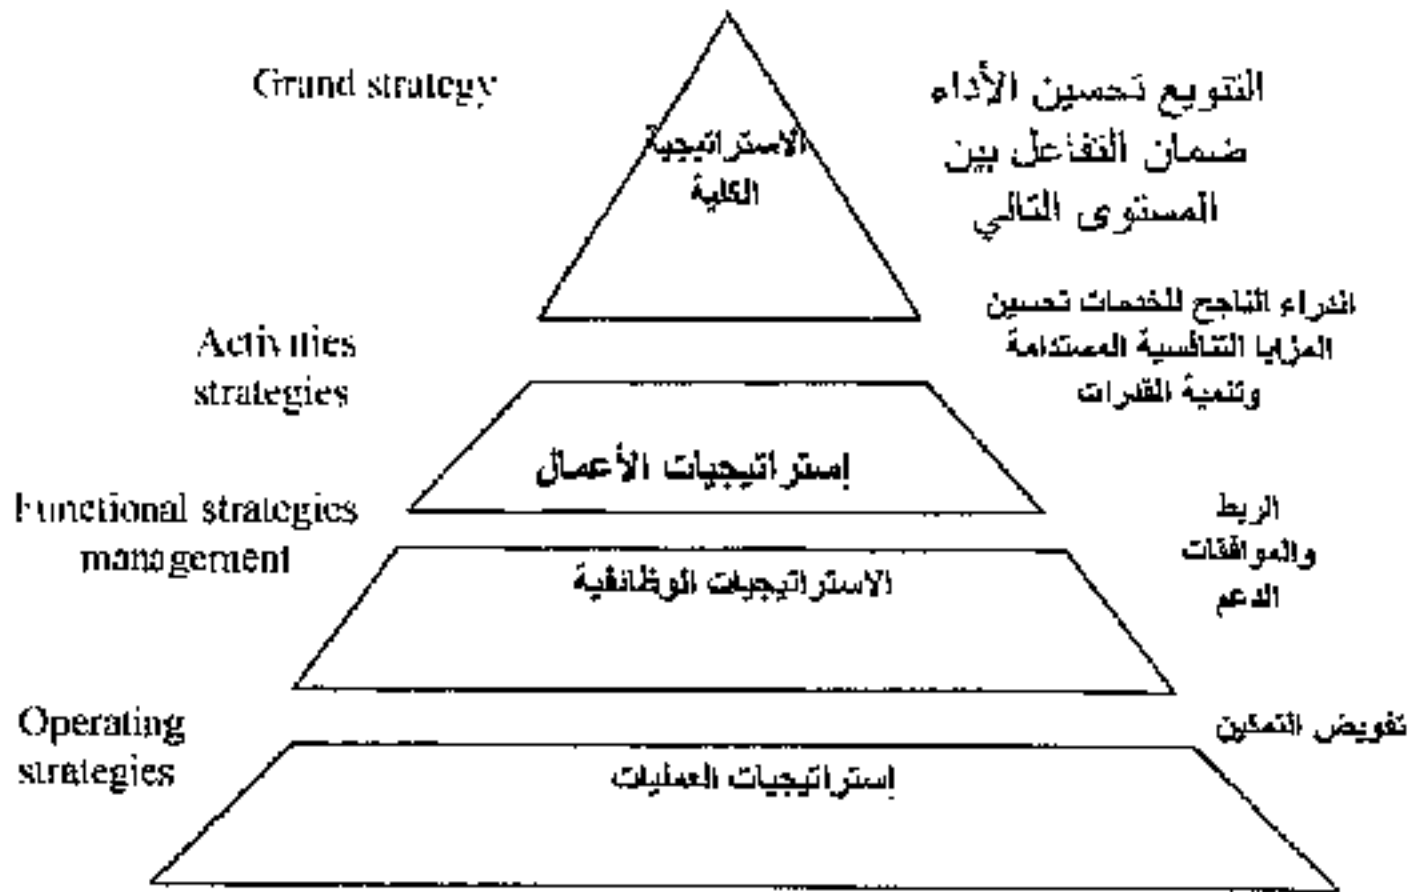 Grand strategy
الاستراتيجية
الكلية
التنويع تحسين الأداء
ضمان التفاعل بين
المستوى التالي
Activities
strategies
إستراتيجيات الأعمال
الناجح للخدمات تحسين
المزايا التنافسية المستدامة
وتنمية القدرات
Functional strategies
management
الاستراتيجيات الوظائفية
الربط
والموافقات
الدعم
Operating
strategies
إستراتيجيات العمليات
تفويض التمكين